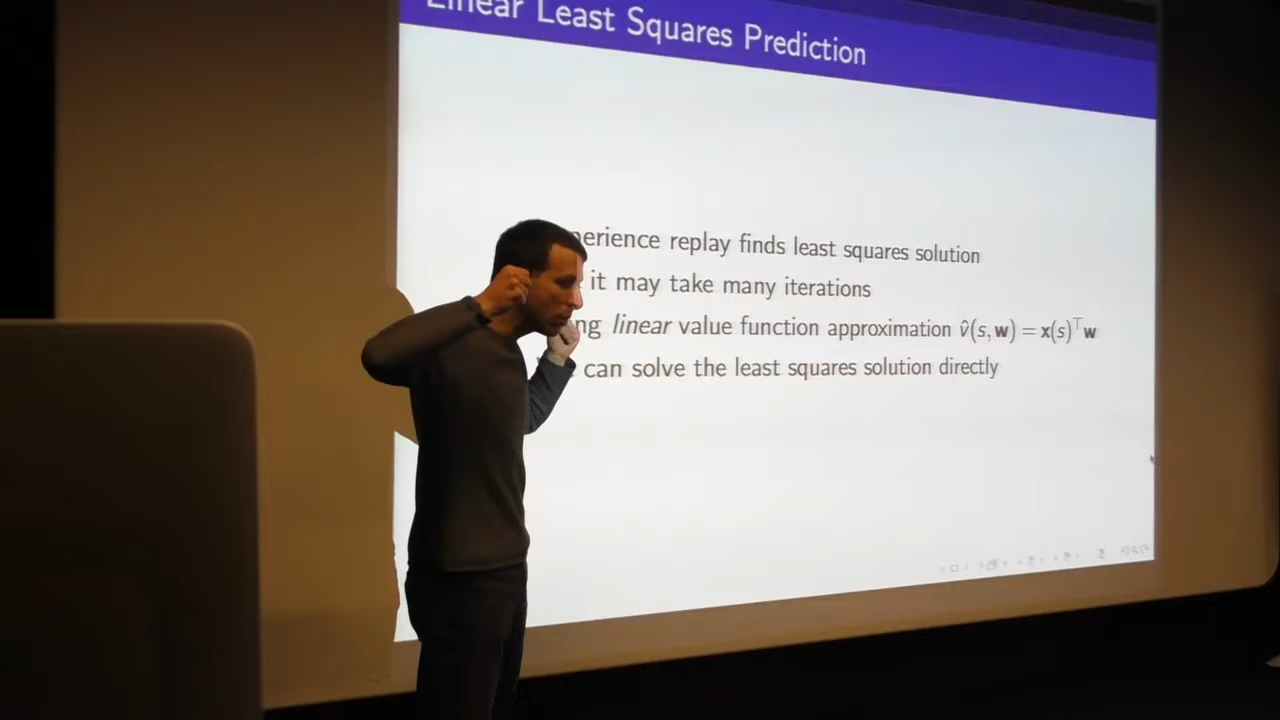 Linear Least Squares Prediction
perience replay finds least squares solution
it may take many iterations
ng linear value function approximation v̂(s, w) = x(s)ᵀw
can solve the least squares solution directly